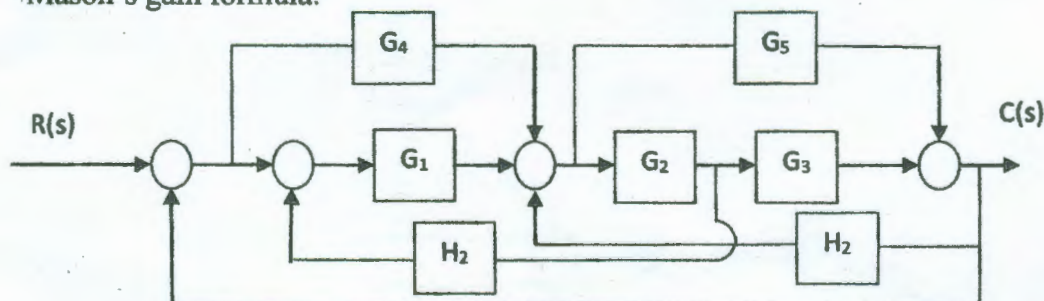 Mason's gain formula.
G₄
G₅
R(s)
C(s)
G₁
G₂
G₃
H₂
H₂